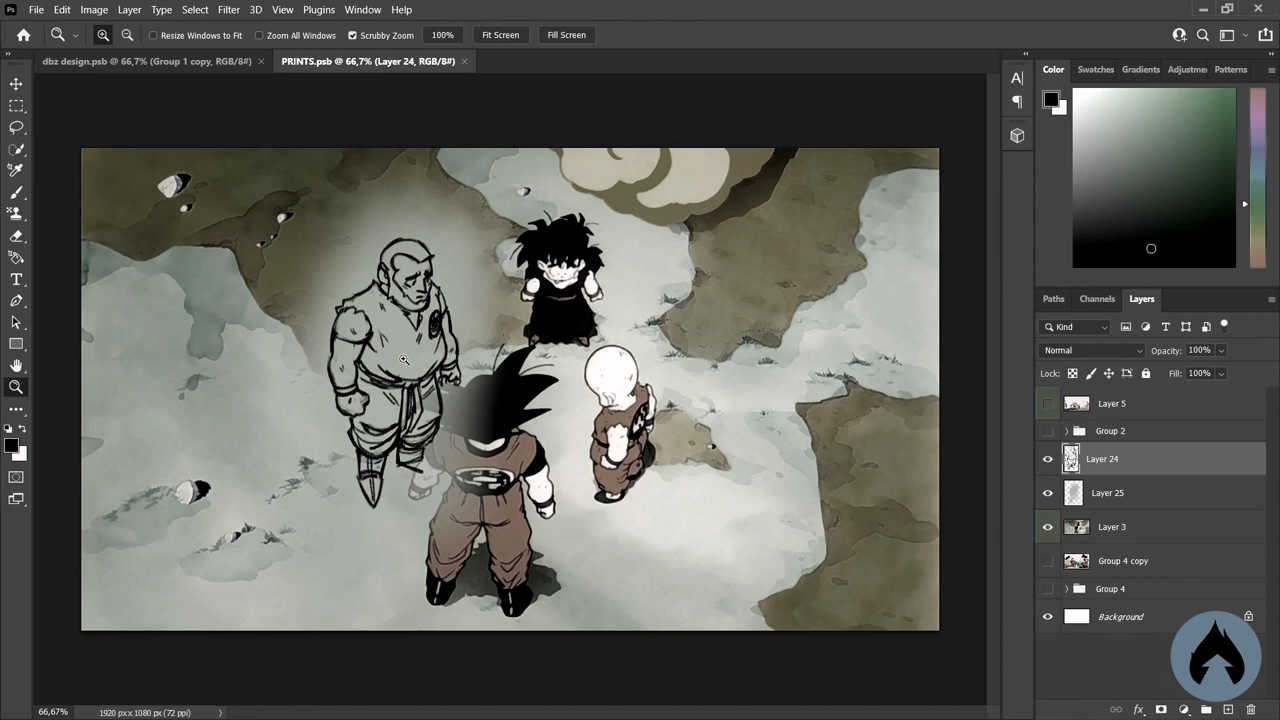 Ps File Edit Image Layer Type Select Filter 3D View Plugins Window Help
Resize Windows to Fit Zoom All Windows Scrubby Zoom 100% Fit Screen Fill Screen
dbz design.psb @ 66,7% (Group 1 copy, RGB/8#) PRINTS.psb @ 66,7% (Layer 24, RGB/8#)
Color Swatches Gradients Adjustmer Patterns
Paths Channels Layers
Kind
Normal Opacity: 100%
Lock: Fill: 100%
Layer 5
Group 2
Layer 24
Layer 25
Layer 3
Group 4 copy
Group 4
Background
66,67% 1920 px x 1080 px (72 ppi)